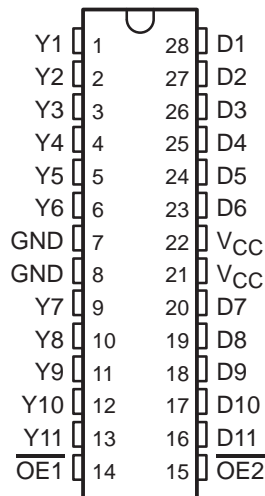 Y1 1 28 D1
Y2 2 27 D2
Y3 3 26 D3
Y4 4 25 D4
Y5 5 24 D5
Y6 6 23 D6
GND 7 22 VCC
GND 8 21 VCC
Y7 9 20 D7
Y8 10 19 D8
Y9 11 18 D9
Y10 12 17 D10
Y11 13 16 D11
O̅E̅1̅ 14 15 O̅E̅2̅